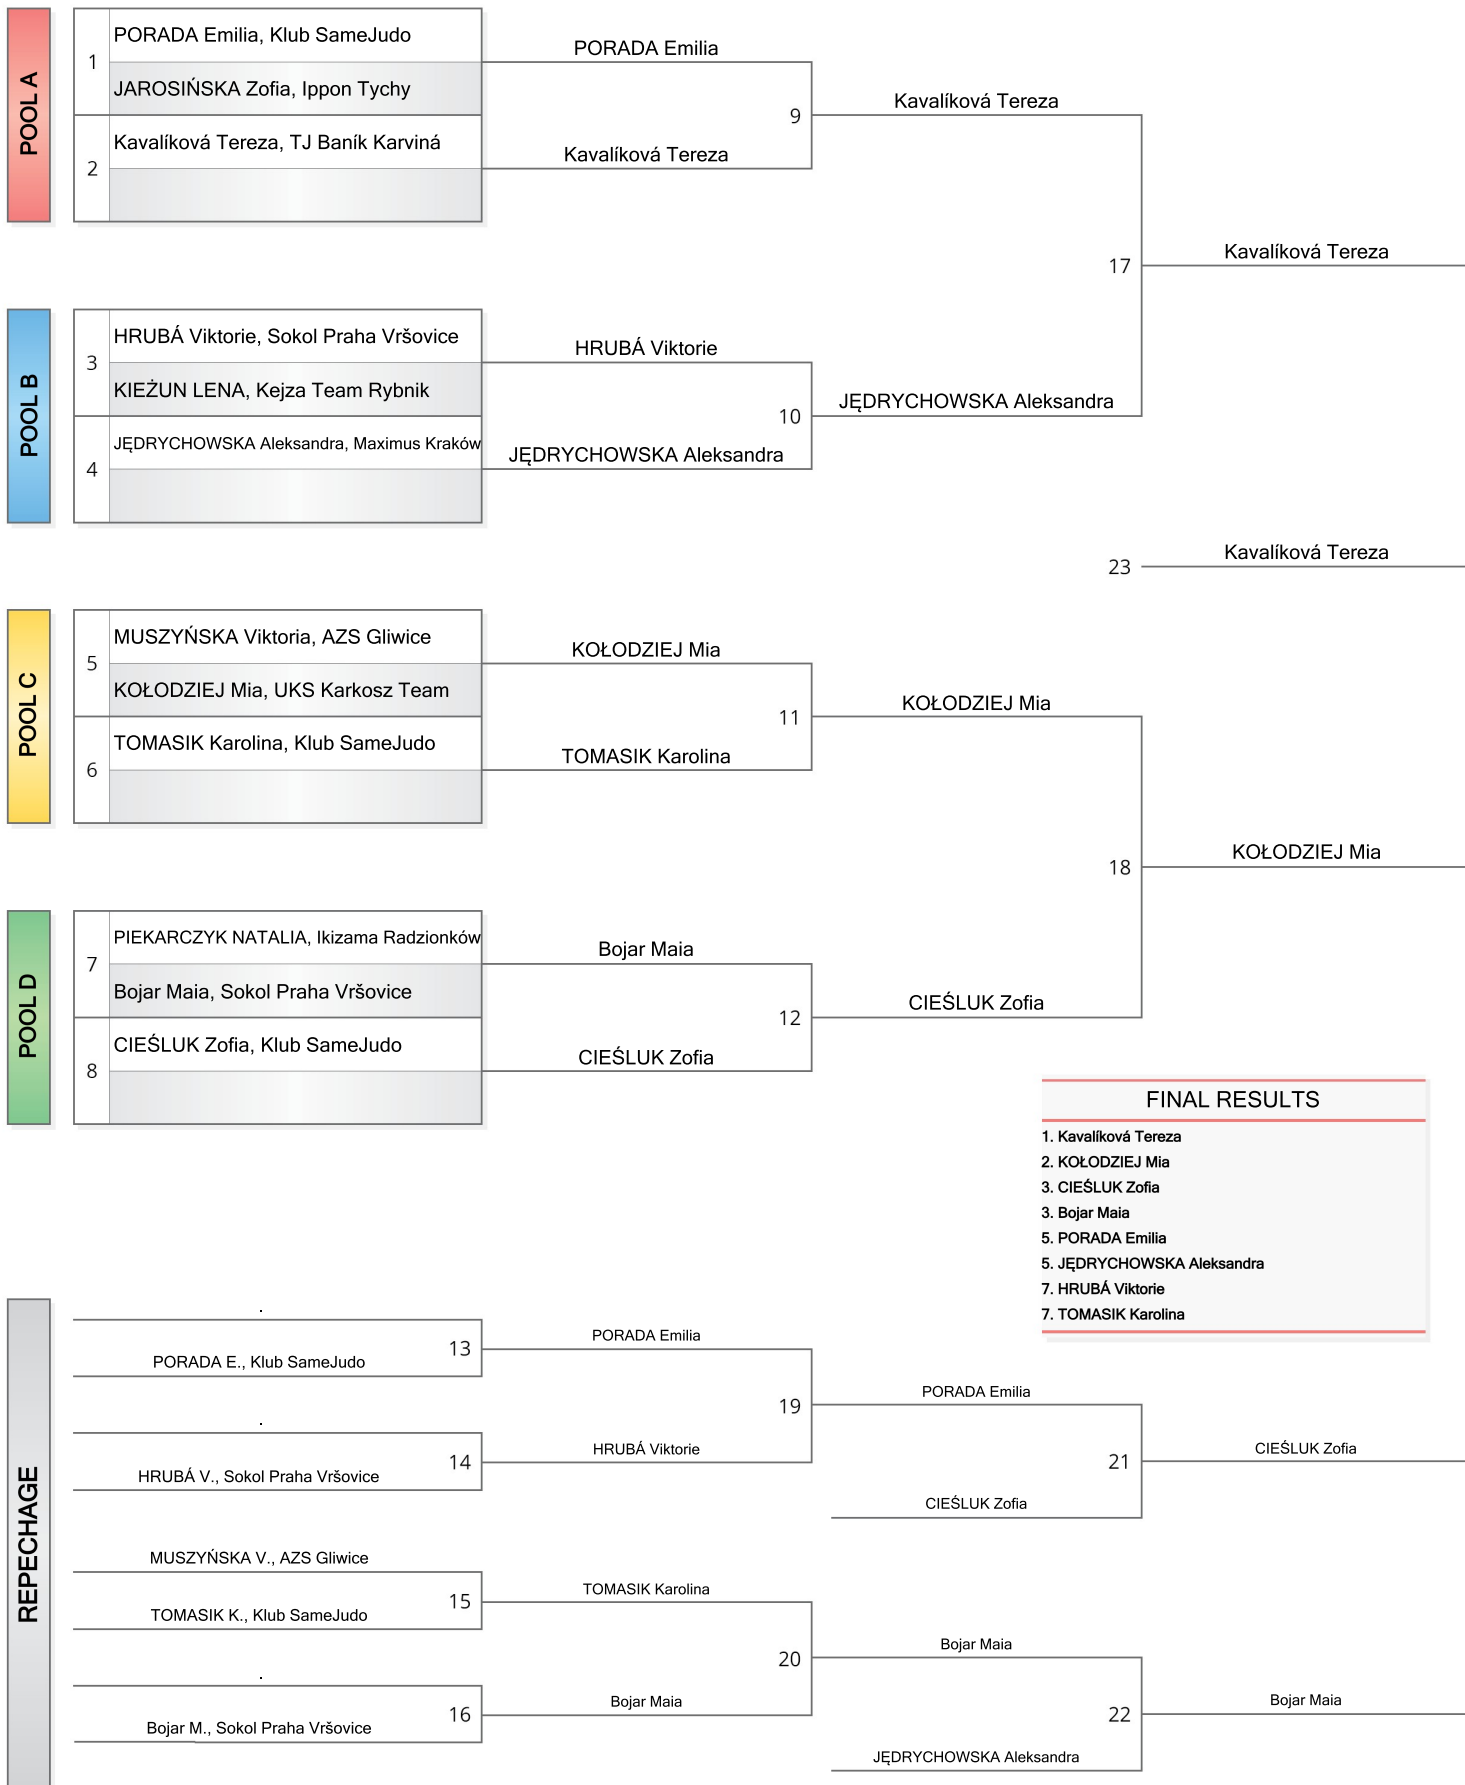 POOL A
1
PORADA Emilia, Klub SameJudo
JAROSIŃSKA Zofia, Ippon Tychy
2
Kavalíková Tereza, TJ Baník Karviná
PORADA Emilia
Kavalíková Tereza
9
Kavalíková Tereza
17
Kavalíková Tereza
POOL B
3
HRUBÁ Viktorie, Sokol Praha Vršovice
KIEŻUN LENA, Kejza Team Rybnik
4
JĘDRYCHOWSKA Aleksandra, Maximus Kraków
HRUBÁ Viktorie
JĘDRYCHOWSKA Aleksandra
10
JĘDRYCHOWSKA Aleksandra
23
Kavalíková Tereza
POOL C
5
MUSZYŃSKA Viktoria, AZS Gliwice
KOŁODZIEJ Mia, UKS Karkosz Team
6
TOMASIK Karolina, Klub SameJudo
KOŁODZIEJ Mia
TOMASIK Karolina
11
KOŁODZIEJ Mia
18
KOŁODZIEJ Mia
POOL D
7
PIEKARCZYK NATALIA, Ikizama Radzionków
Bojar Maia, Sokol Praha Vršovice
8
CIEŚLUK Zofia, Klub SameJudo
Bojar Maia
CIEŚLUK Zofia
12
CIEŚLUK Zofia
FINAL RESULTS
1. Kavalíková Tereza
2. KOŁODZIEJ Mia
3. CIEŚLUK Zofia
3. Bojar Maia
5. PORADA Emilia
5. JĘDRYCHOWSKA Aleksandra
7. HRUBÁ Viktorie
7. TOMASIK Karolina
REPECHAGE
.
PORADA E., Klub SameJudo
13
PORADA Emilia
.
HRUBÁ V., Sokol Praha Vršovice
14
HRUBÁ Viktorie
19
PORADA Emilia
CIEŚLUK Zofia
21
CIEŚLUK Zofia
MUSZYŃSKA V., AZS Gliwice
TOMASIK K., Klub SameJudo
15
TOMASIK Karolina
.
Bojar M., Sokol Praha Vršovice
16
Bojar Maia
20
Bojar Maia
JĘDRYCHOWSKA Aleksandra
22
Bojar Maia